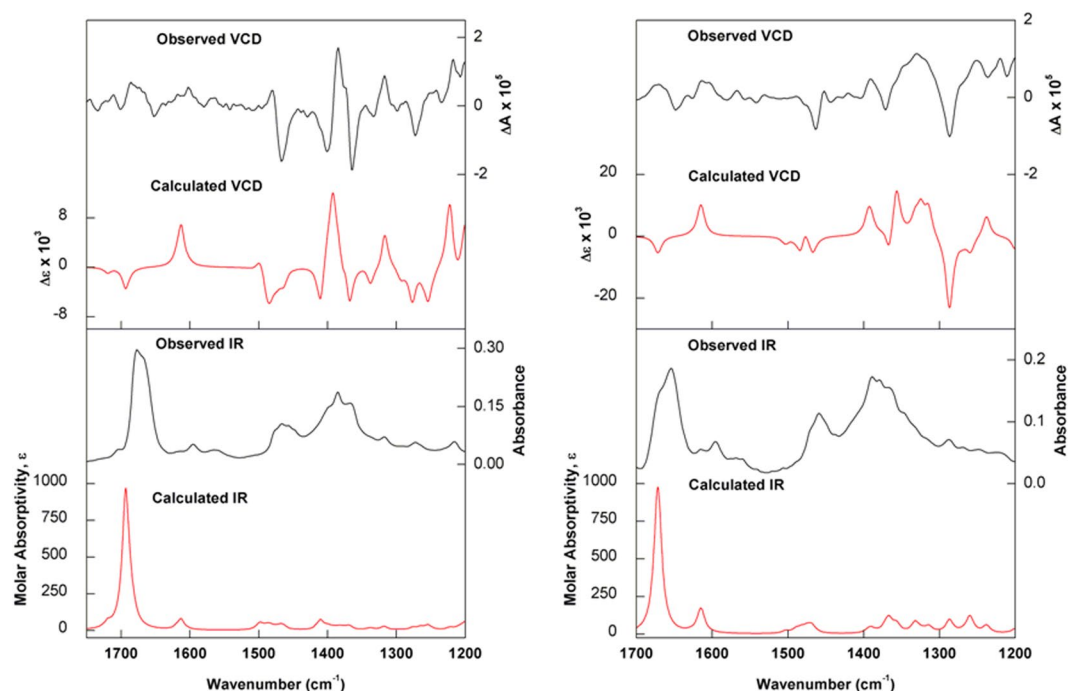 Observed VCD
2
0
-2
ΔA x 10⁵
Calculated VCD
8
0
-8
Δε x 10³
Observed IR
0.30
0.15
0.00
Absorbance
Calculated IR
1000
750
500
250
0
Molar Absorptivity, ε
1700 1600 1500 1400 1300 1200
Wavenumber (cm⁻¹)
Observed VCD
2
0
-2
ΔA x 10⁵
Calculated VCD
20
0
-20
Δε x 10³
Observed IR
0.2
0.1
0.0
Absorbance
Calculated IR
1000
750
500
250
0
Molar Absorptivity, ε
1700 1600 1500 1400 1300 1200
Wavenumber (cm⁻¹)